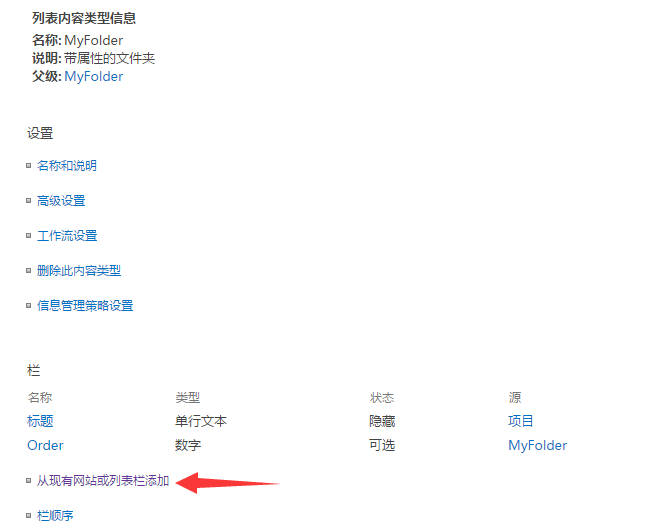 列表内容类型信息
名称: MyFolder
说明: 带属性的文件夹
父级: MyFolder
设置
名称和说明
高级设置
工作流设置
删除此内容类型
信息管理策略设置
栏
名称 类型 状态 源
标题 单行文本 隐藏 项目
Order 数字 可选 MyFolder
从现有网站或列表栏添加
栏顺序